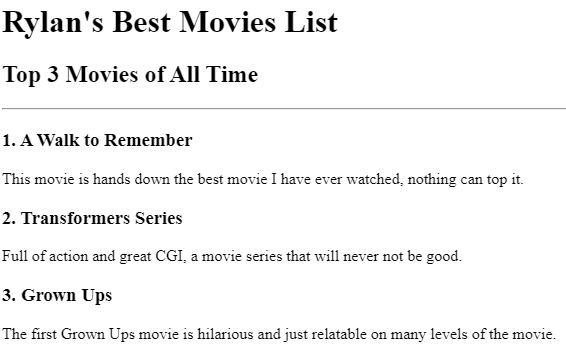 Rylan's Best Movies List
Top 3 Movies of All Time
1. A Walk to Remember
This movie is hands down the best movie I have ever watched, nothing can top it.
2. Transformers Series
Full of action and great CGI, a movie series that will never not be good.
3. Grown Ups
The first Grown Ups movie is hilarious and just relatable on many levels of the movie.